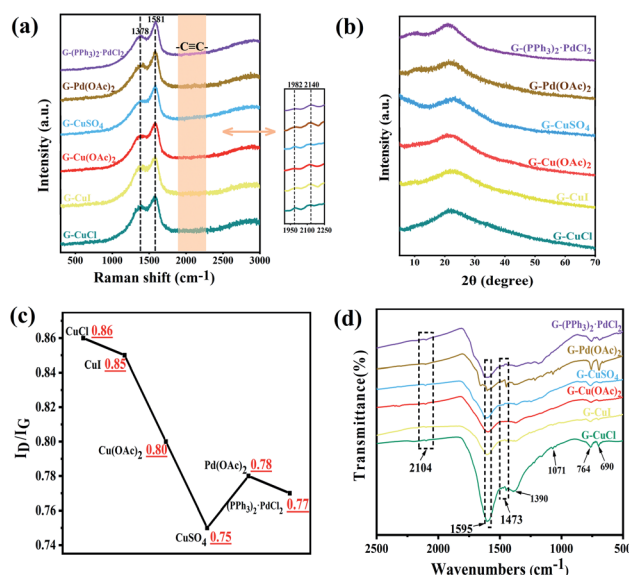 (a)
1378
1581
-C≡C-
G-(PPh3)2·PdCl2
G-Pd(OAc)2
G-CuSO4
G-Cu(OAc)2
G-CuI
G-CuCl
Intensity (a.u.)
500 1000 1500 2000 2500 3000
Raman shift (cm-1)
1982 2140
1950 2100 2250
(b)
G-(PPh3)2·PdCl2
G-Pd(OAc)2
G-CuSO4
G-Cu(OAc)2
G-CuI
G-CuCl
Intensity (a.u.)
10 20 30 40 50 60 70
2θ (degree)
(c)
0.86
0.84
0.82
0.80
0.78
0.76
0.74
ID/IG
CuCl 0.86
CuI 0.85
Cu(OAc)2 0.80
CuSO4 0.75
Pd(OAc)2 0.78
(PPh3)2·PdCl2 0.77
(d)
G-(PPh3)2·PdCl2
G-Pd(OAc)2
G-CuSO4
G-Cu(OAc)2
G-CuI
G-CuCl
2104
1595
1473
1390
1071
764
690
Transmittance(%)
2500 2000 1500 1000 500
Wavenumbers (cm-1)